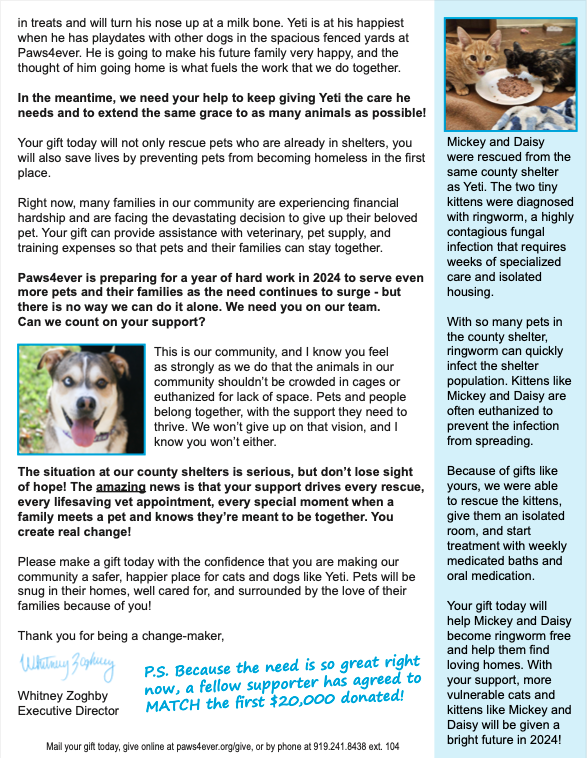 in treats and will turn his nose up at a milk bone. Yeti is at his happiest
when he has playdates with other dogs in the spacious fenced yards at
Paws4ever. He is going to make his future family very happy, and the
thought of him going home is what fuels the work that we do together.
In the meantime, we need your help to keep giving Yeti the care he
needs and to extend the same grace to as many animals as possible!
Your gift today will not only rescue pets who are already in shelters, you
will also save lives by preventing pets from becoming homeless in the first
place.
Right now, many families in our community are experiencing financial
hardship and are facing the devastating decision to give up their beloved
pet. Your gift can provide assistance with veterinary, pet supply, and
training expenses so that pets and their families can stay together.
Paws4ever is preparing for a year of hard work in 2024 to serve even
more pets and their families as the need continues to surge - but
there is no way we can do it alone. We need you on our team.
Can we count on your support?
This is our community, and I know you feel
as strongly as we do that the animals in our
community shouldn't be crowded in cages or
euthanized for lack of space. Pets and people
belong together, with the support they need to
thrive. We won't give up on that vision, and I
know you won't either.
The situation at our county shelters is serious, but don't lose sight
of hope! The amazing news is that your support drives every rescue,
every lifesaving vet appointment, every special moment when a
family meets a pet and knows they're meant to be together. You
create real change!
Please make a gift today with the confidence that you are making our
community a safer, happier place for cats and dogs like Yeti. Pets will be
snug in their homes, well cared for, and surrounded by the love of their
families because of you!
Thank you for being a change-maker,
Whitney Zoghby
Whitney Zoghby
Executive Director
P.S. Because the need is so great right
now, a fellow supporter has agreed to
MATCH the first $20,000 donated!
Mail your gift today, give online at paws4ever.org/give, or by phone at 919.241.8438 ext. 104
Mickey and Daisy
were rescued from the
same county shelter
as Yeti. The two tiny
kittens were diagnosed
with ringworm, a highly
contagious fungal
infection that requires
weeks of specialized
care and isolated
housing.
With so many pets in
the county shelter,
ringworm can quickly
infect the shelter
population. Kittens like
Mickey and Daisy are
often euthanized to
prevent the infection
from spreading.
Because of gifts like
yours, we were able
to rescue the kittens,
give them an isolated
room, and start
treatment with weekly
medicated baths and
oral medication.
Your gift today will
help Mickey and Daisy
become ringworm free
and help them find
loving homes. With
your support, more
vulnerable cats and
kittens like Mickey and
Daisy will be given a
bright future in 2024!